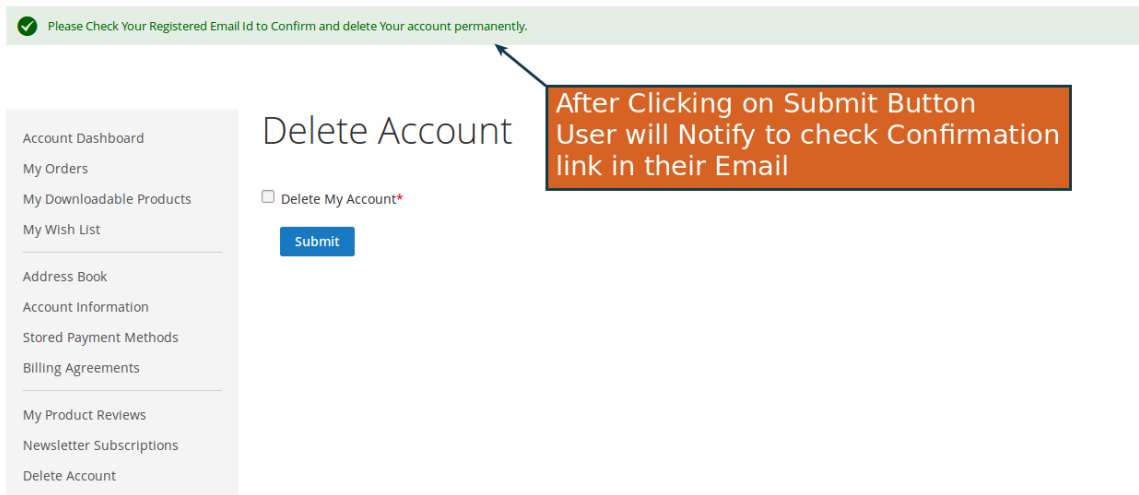 Please Check Your Registered Email Id to Confirm and delete Your account permanently.
After Clicking on Submit Button
User will Notify to check Confirmation
link in their Email
Account Dashboard
My Orders
My Downloadable Products
My Wish List
Address Book
Account Information
Stored Payment Methods
Billing Agreements
My Product Reviews
Newsletter Subscriptions
Delete Account
Delete Account
Delete My Account*
Submit